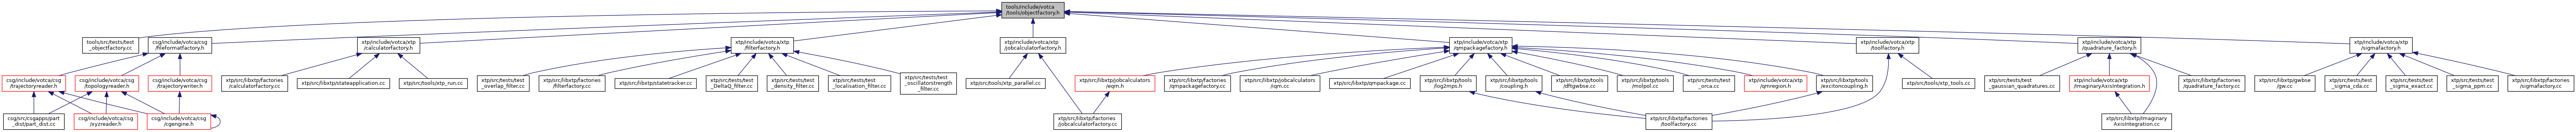 tools/include/votca
/tools/objectfactory.h
tools/src/tests/test
_objectfactory.cc
csg/include/votca/csg
/fileformatfactory.h
xtp/include/votca/xtp
/calculatorfactory.h
xtp/include/votca/xtp
/filterfactory.h
xtp/include/votca/xtp
/jobcalculatorfactory.h
xtp/include/votca/xtp
/qmpackagefactory.h
xtp/include/votca/xtp
/toolfactory.h
xtp/include/votca/xtp
/quadrature_factory.h
xtp/include/votca/xtp
/sigmafactory.h
csg/include/votca/csg
/trajectoryreader.h
csg/include/votca/csg
/topologyreader.h
csg/include/votca/csg
/trajectorywriter.h
xtp/src/libxtp/factories
/calculatorfactory.cc
xtp/src/libxtp/stateapplication.cc
xtp/src/tools/xtp_run.cc
xtp/src/tests/test
_overlap_filter.cc
xtp/src/libxtp/factories
/filterfactory.cc
xtp/src/libxtp/statetracker.cc
xtp/src/tests/test
_DeltaQ_filter.cc
xtp/src/tests/test
_density_filter.cc
xtp/src/tests/test
_localisation_filter.cc
xtp/src/tests/test
_oscillatorstrength
_filter.cc
xtp/src/tools/xtp_parallel.cc
xtp/src/libxtp/jobcalculators
/eqm.h
xtp/src/libxtp/factories
/qmpackagefactory.cc
xtp/src/libxtp/jobcalculators
/iqm.cc
xtp/src/libxtp/qmpackage.cc
xtp/src/libxtp/tools
/log2mps.h
xtp/src/libxtp/tools
/coupling.h
xtp/src/libxtp/tools
/dftgwbse.cc
xtp/src/libxtp/tools
/molpol.cc
xtp/src/tests/test
_orca.cc
xtp/include/votca/xtp
/qmregion.h
xtp/src/libxtp/tools
/excitoncoupling.h
xtp/src/tools/xtp_tools.cc
xtp/src/tests/test
_gaussian_quadratures.cc
xtp/include/votca/xtp
/ImaginaryAxisIntegration.h
xtp/src/libxtp/factories
/quadrature_factory.cc
xtp/src/libxtp/gwbse
/gw.cc
xtp/src/tests/test
_sigma_cda.cc
xtp/src/tests/test
_sigma_exact.cc
xtp/src/tests/test
_sigma_ppm.cc
xtp/src/libxtp/factories
/sigmafactory.cc
csg/src/csgapps/part
_dist/part_dist.cc
csg/include/votca/csg
/xyzreader.h
csg/include/votca/csg
/cgengine.h
xtp/src/libxtp/factories
/jobcalculatorfactory.cc
xtp/src/libxtp/factories
/toolfactory.cc
xtp/src/libxtp/Imaginary
AxisIntegration.cc